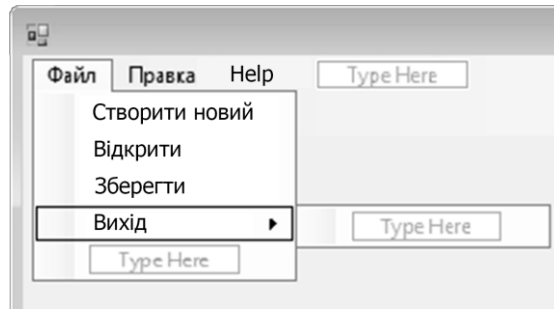 Файл Правка Help Type Here
Створити новий
Відкрити
Зберегти
Вихід Type Here
Type Here